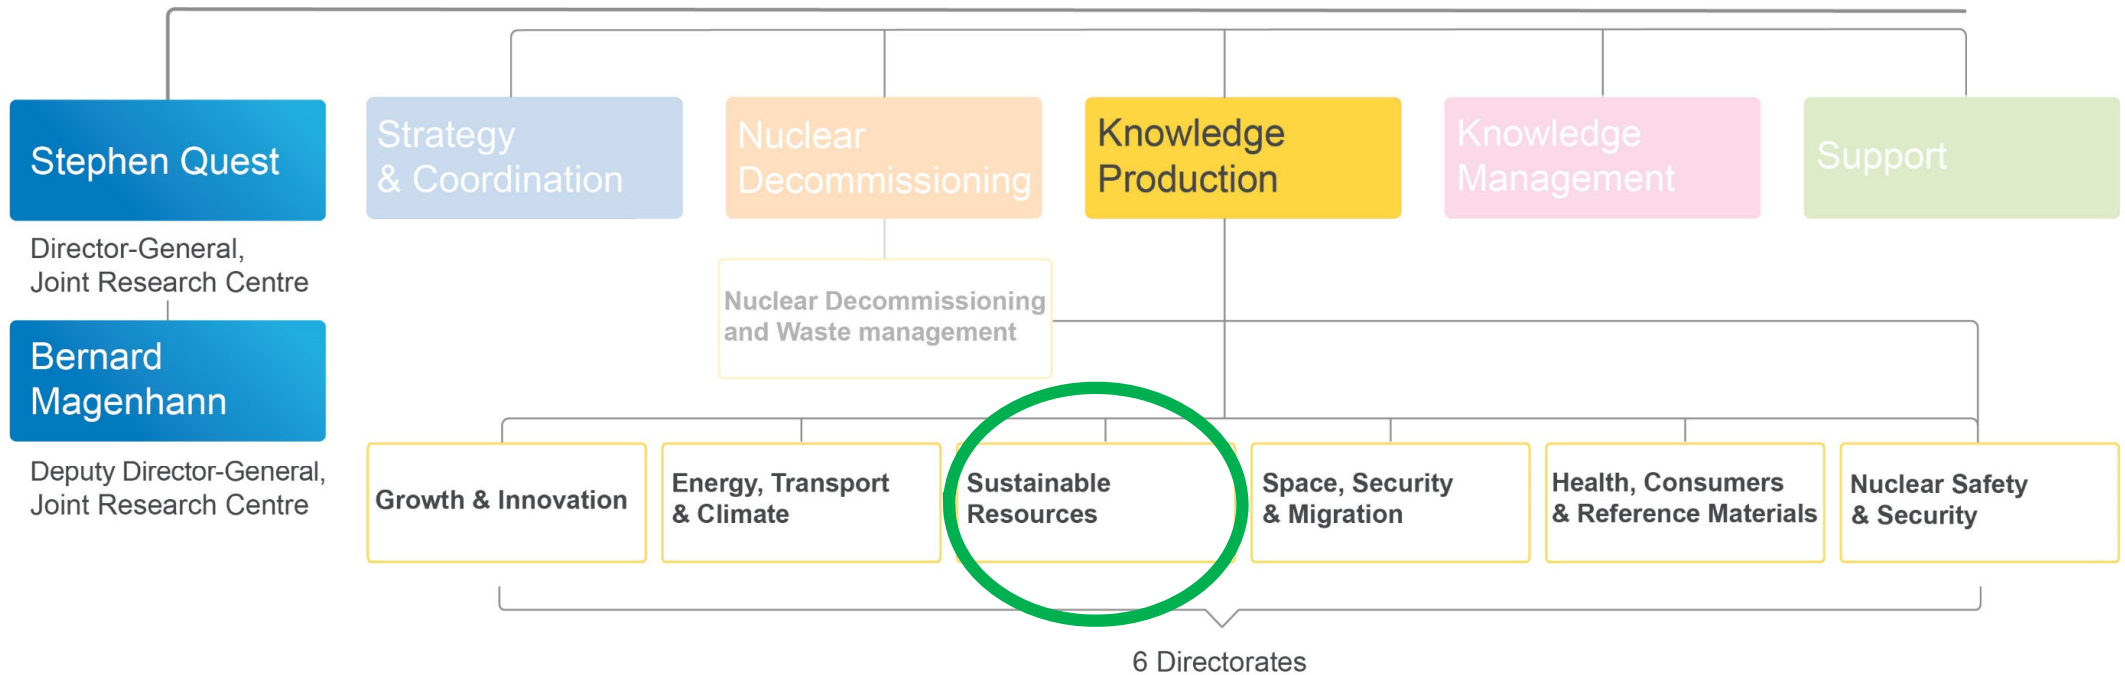 Stephen Quest
Director-General,
Joint Research Centre
Bernard
Magenhann
Deputy Director-General,
Joint Research Centre
Strategy
& Coordination
Nuclear
Decommissioning
Knowledge
Production
Knowledge
Management
Support
Nuclear Decommissioning
and Waste management
Growth & Innovation
Energy, Transport
& Climate
Sustainable
Resources
Space, Security
& Migration
Health, Consumers
& Reference Materials
Nuclear Safety
& Security
6 Directorates